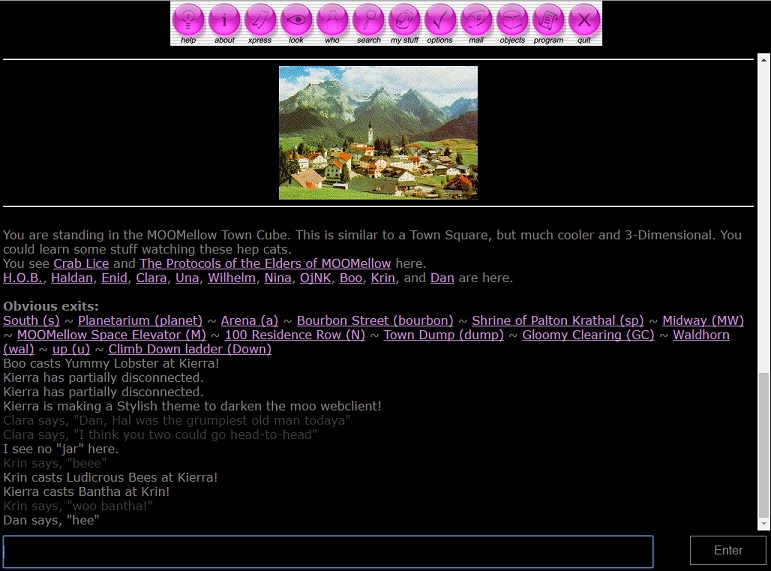 help about xpress look who search my stuff options mail objects program quit
You are standing in the MOOMellow Town Cube. This is similar to a Town Square, but much cooler and 3-Dimensional. You
could learn some stuff watching these hep cats.
You see Crab Lice and The Protocols of the Elders of MOOMellow here.
H.O.B., Haldan, Enid, Clara, Una, Wilhelm, Nina, OjNK, Boo, Krin, and Dan are here.
Obvious exits:
South (s) ~ Planetarium (planet) ~ Arena (a) ~ Bourbon Street (bourbon) ~ Shrine of Palton Krathal (sp) ~ Midway (MW)
~ MOOMellow Space Elevator (M) ~ 100 Residence Row (N) ~ Town Dump (dump) ~ Gloomy Clearing (GC) ~ Waldhorn
(wal) ~ up (u) ~ Climb Down ladder (Down)
Boo casts Yummy Lobster at Kierra!
Kierra has partially disconnected.
Kierra has partially disconnected.
Kierra is making a Stylish theme to darken the moo webclient!
Clara says, "Dan, Hal was the grumpiest old man todaya"
Clara says, "I think you two could go head-to-head"
I see no "jar" here.
Krin says, "beee"
Krin casts Ludicrous Bees at Kierra!
Kierra casts Bantha at Krin!
Krin says, "woo bantha!"
Dan says, "hee"
Enter